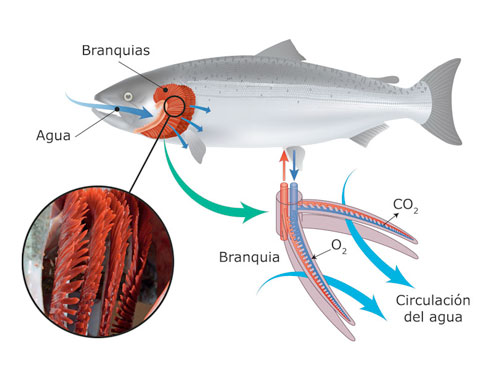 Branquias
Agua
CO2
O2
Branquia
Circulación
del agua